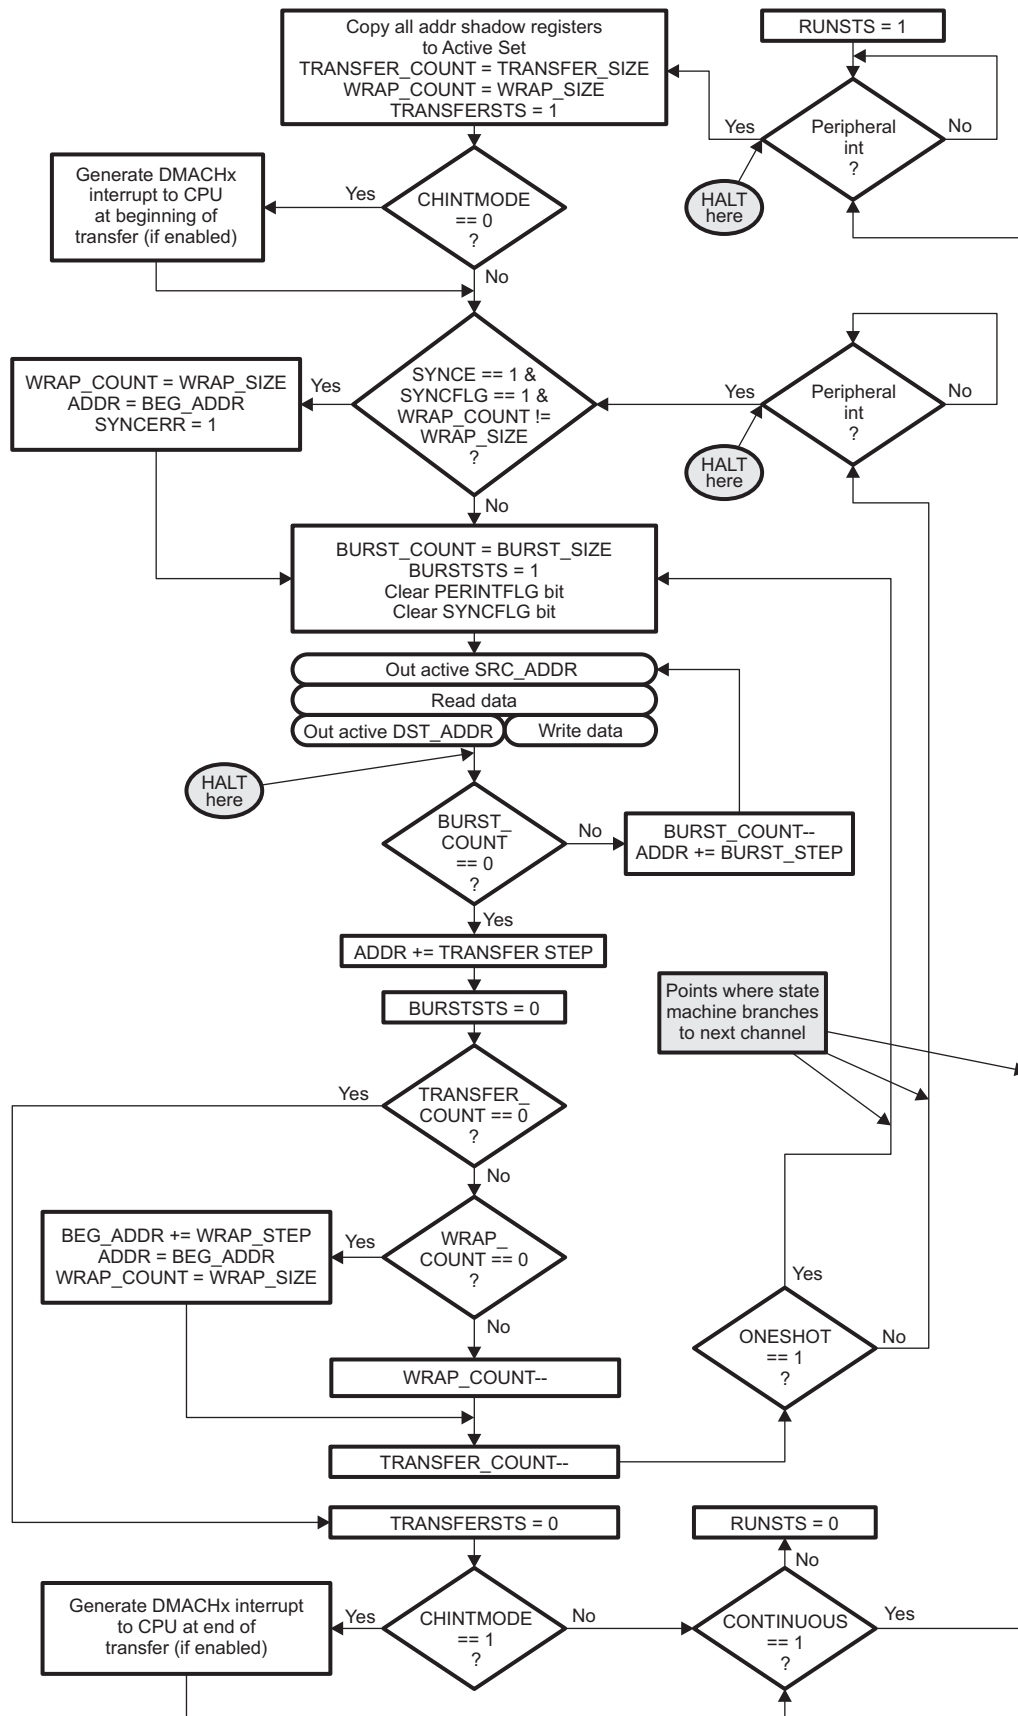 Copy all addr shadow registers
to Active Set
TRANSFER_COUNT = TRANSFER_SIZE
WRAP_COUNT = WRAP_SIZE
TRANSFERSTS = 1
RUNSTS = 1
Peripheral
int
?
Yes
No
HALT
here
Generate DMACHx
interrupt to CPU
at beginning of
transfer (if enabled)
Yes
CHINTMODE
== 0
?
No
WRAP_COUNT = WRAP_SIZE
ADDR = BEG_ADDR
SYNCERR = 1
Yes
SYNCE == 1 &
SYNCFLG == 1 &
WRAP_COUNT !=
WRAP_SIZE
?
No
Yes
Peripheral
int
?
No
HALT
here
BURST_COUNT = BURST_SIZE
BURSTSTS = 1
Clear PERINTFLG bit
Clear SYNCFLG bit
Out active SRC_ADDR
Read data
Out active DST_ADDR
Write data
HALT
here
BURST_
COUNT
== 0
?
No
BURST_COUNT--
ADDR += BURST_STEP
Yes
ADDR += TRANSFER STEP
BURSTSTS = 0
Points where state
machine branches
to next channel
Yes
TRANSFER_
COUNT == 0
?
No
BEG_ADDR += WRAP_STEP
ADDR = BEG_ADDR
WRAP_COUNT = WRAP_SIZE
Yes
WRAP_
COUNT == 0
?
No
Yes
ONESHOT
== 1
?
No
WRAP_COUNT--
TRANSFER_COUNT--
TRANSFERSTS = 0
RUNSTS = 0
No
Generate DMACHx interrupt
to CPU at end of
transfer (if enabled)
Yes
CHINTMODE
== 1
?
No
CONTINUOUS
== 1
?
Yes